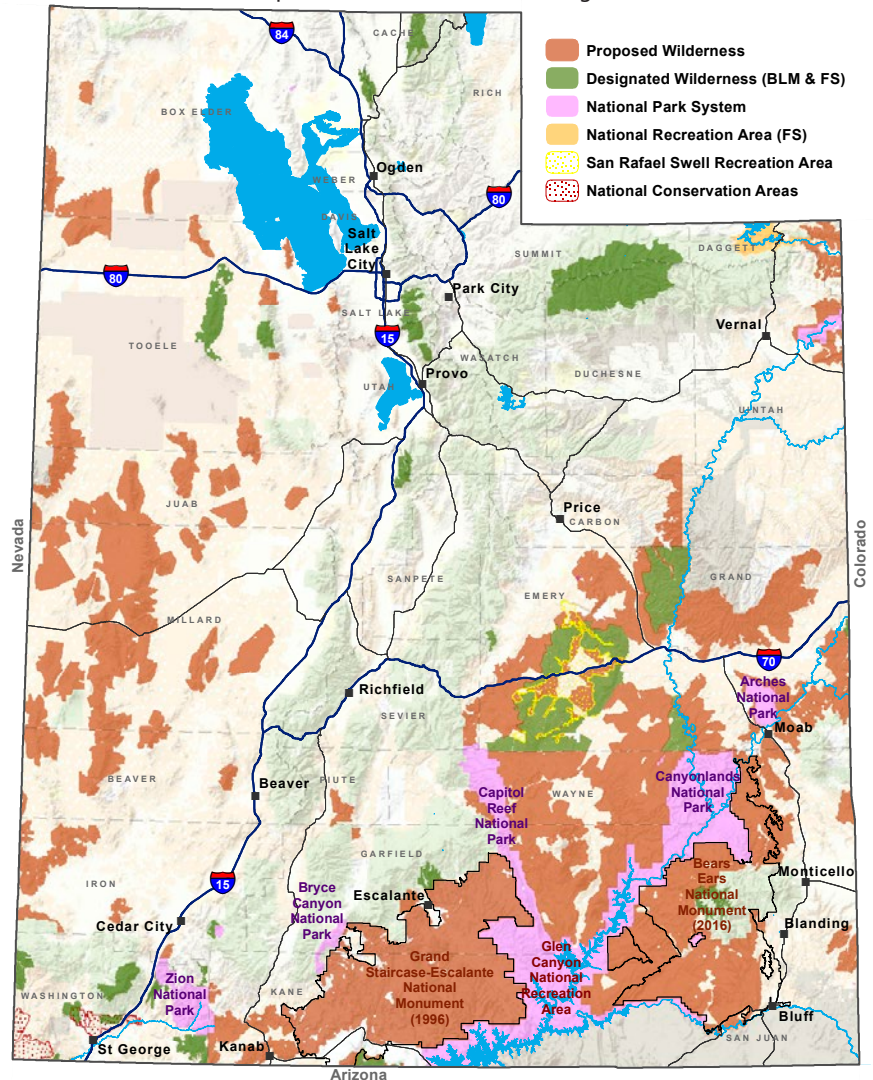 84
CACHE
RICH
Proposed Wilderness
Designated Wilderness (BLM & FS)
National Park System
National Recreation Area (FS)
San Rafael Swell Recreation Area
National Conservation Areas
BOX ELDER
Ogden
WEBER
80
DAVIS
Salt
Lake
City
SUMMIT
DAGGETT
80
Park City
SALT LAKE
15
Vernal
TOOELE
WASATCH
DUCHESNE
Provo
UTAH
UINTAH
JUAB
Price
CARBON
Nevada
Colorado
SANPETE
GRAND
EMERY
MILLARD
70
Richfield
Arches
National
Park
SEVIER
Moab
BEAVER
Beaver
PIUTE
Capitol
Reef
National
Park
WAYNE
Canyonlands
National
Park
GARFIELD
15
IRON
Bryce
Canyon
National
Park
Escalante
Bears
Ears
National
Monument
(2016)
Monticello
Cedar City
Blanding
Grand
Staircase-Escalante
National
Monument
(1996)
Glen
Canyon
National
Recreation
Area
Zion
National
Park
WASHINGTON
KANE
Bluff
St George
Kanab
SAN JUAN
Arizona